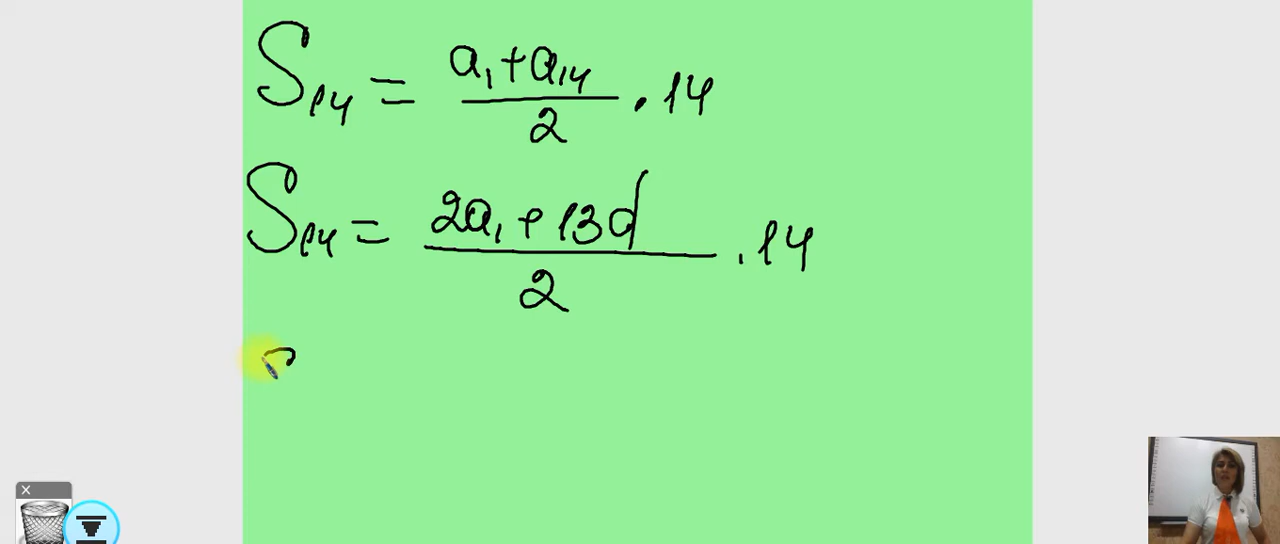 S₁₄ = (a₁ + a₁₄)/2 · 14
S₁₄ = (2a₁ + 13d)/2 · 14